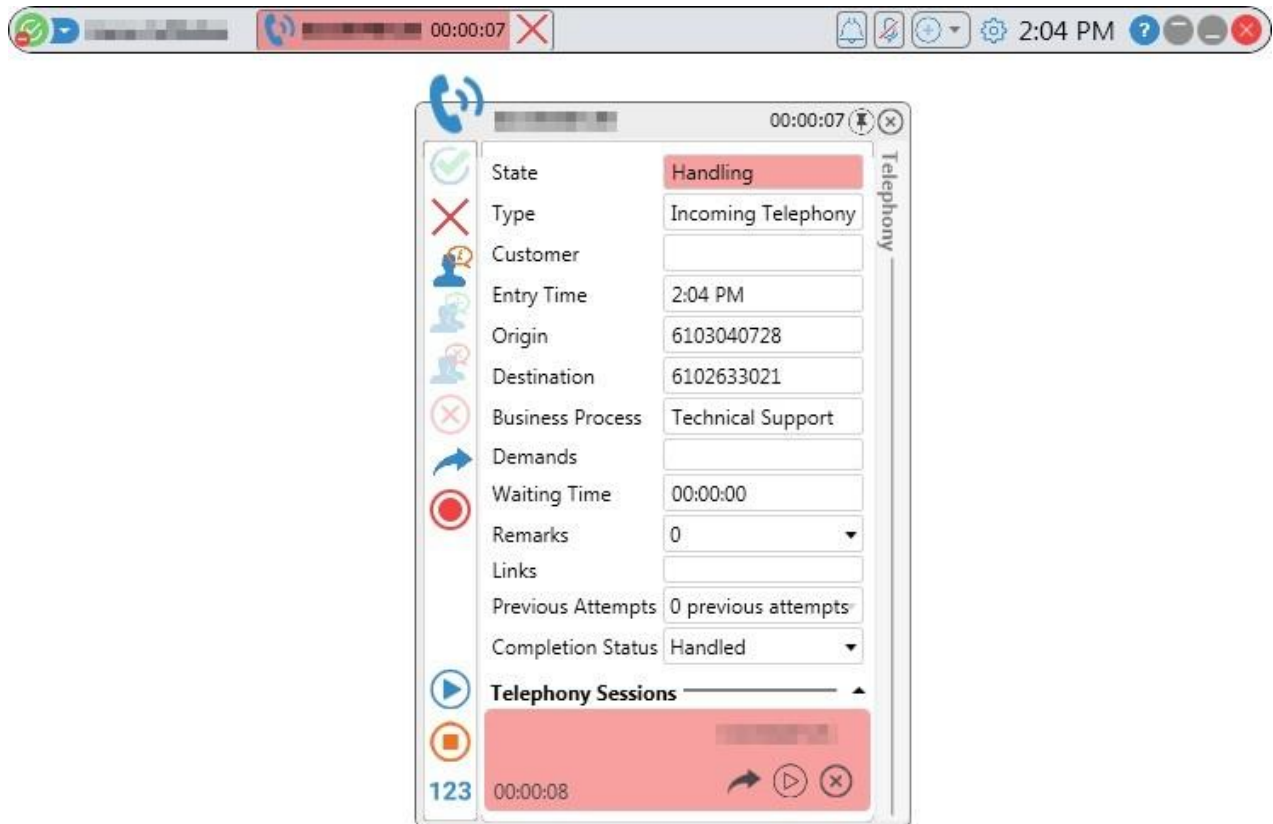 00:00:07
2:04 PM
?
00:00:07
Telephony
State Handling
Type Incoming Telephony
Customer
Entry Time 2:04 PM
Origin 6103040728
Destination 6102633021
Business Process Technical Support
Demands
Waiting Time 00:00:00
Remarks 0
Links
Previous Attempts 0 previous attempts
Completion Status Handled
Telephony Sessions
123 00:00:08